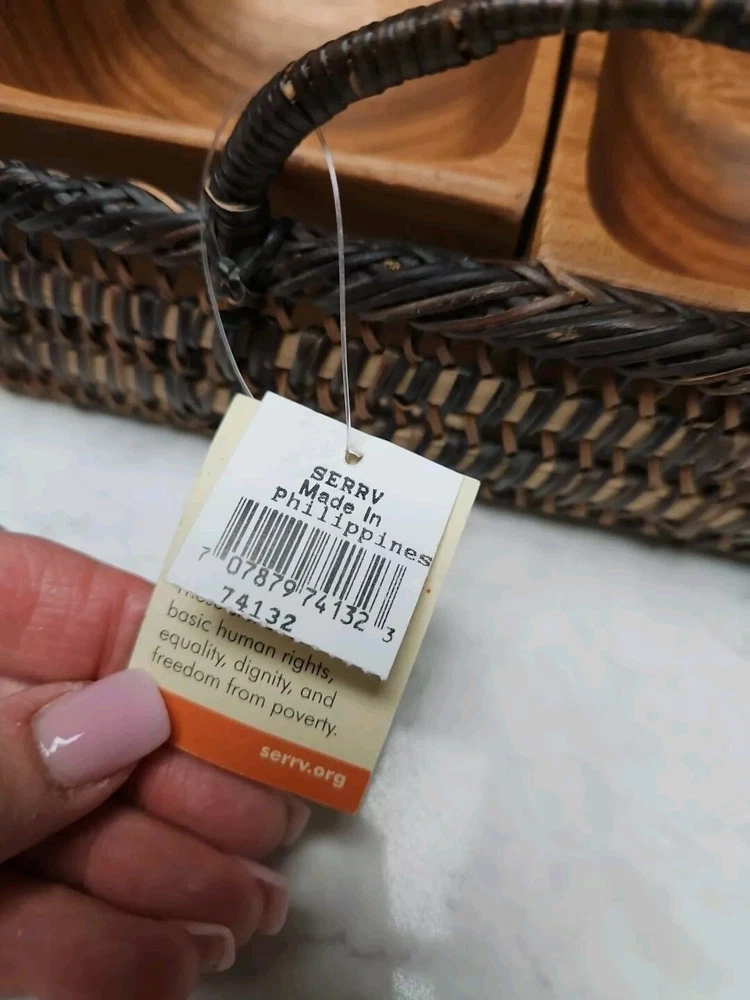 SERRV
Made In
Philippines
7 07879 74132 3
74132
basic human rights,
equality, dignity, and
freedom from poverty.
serrv.org